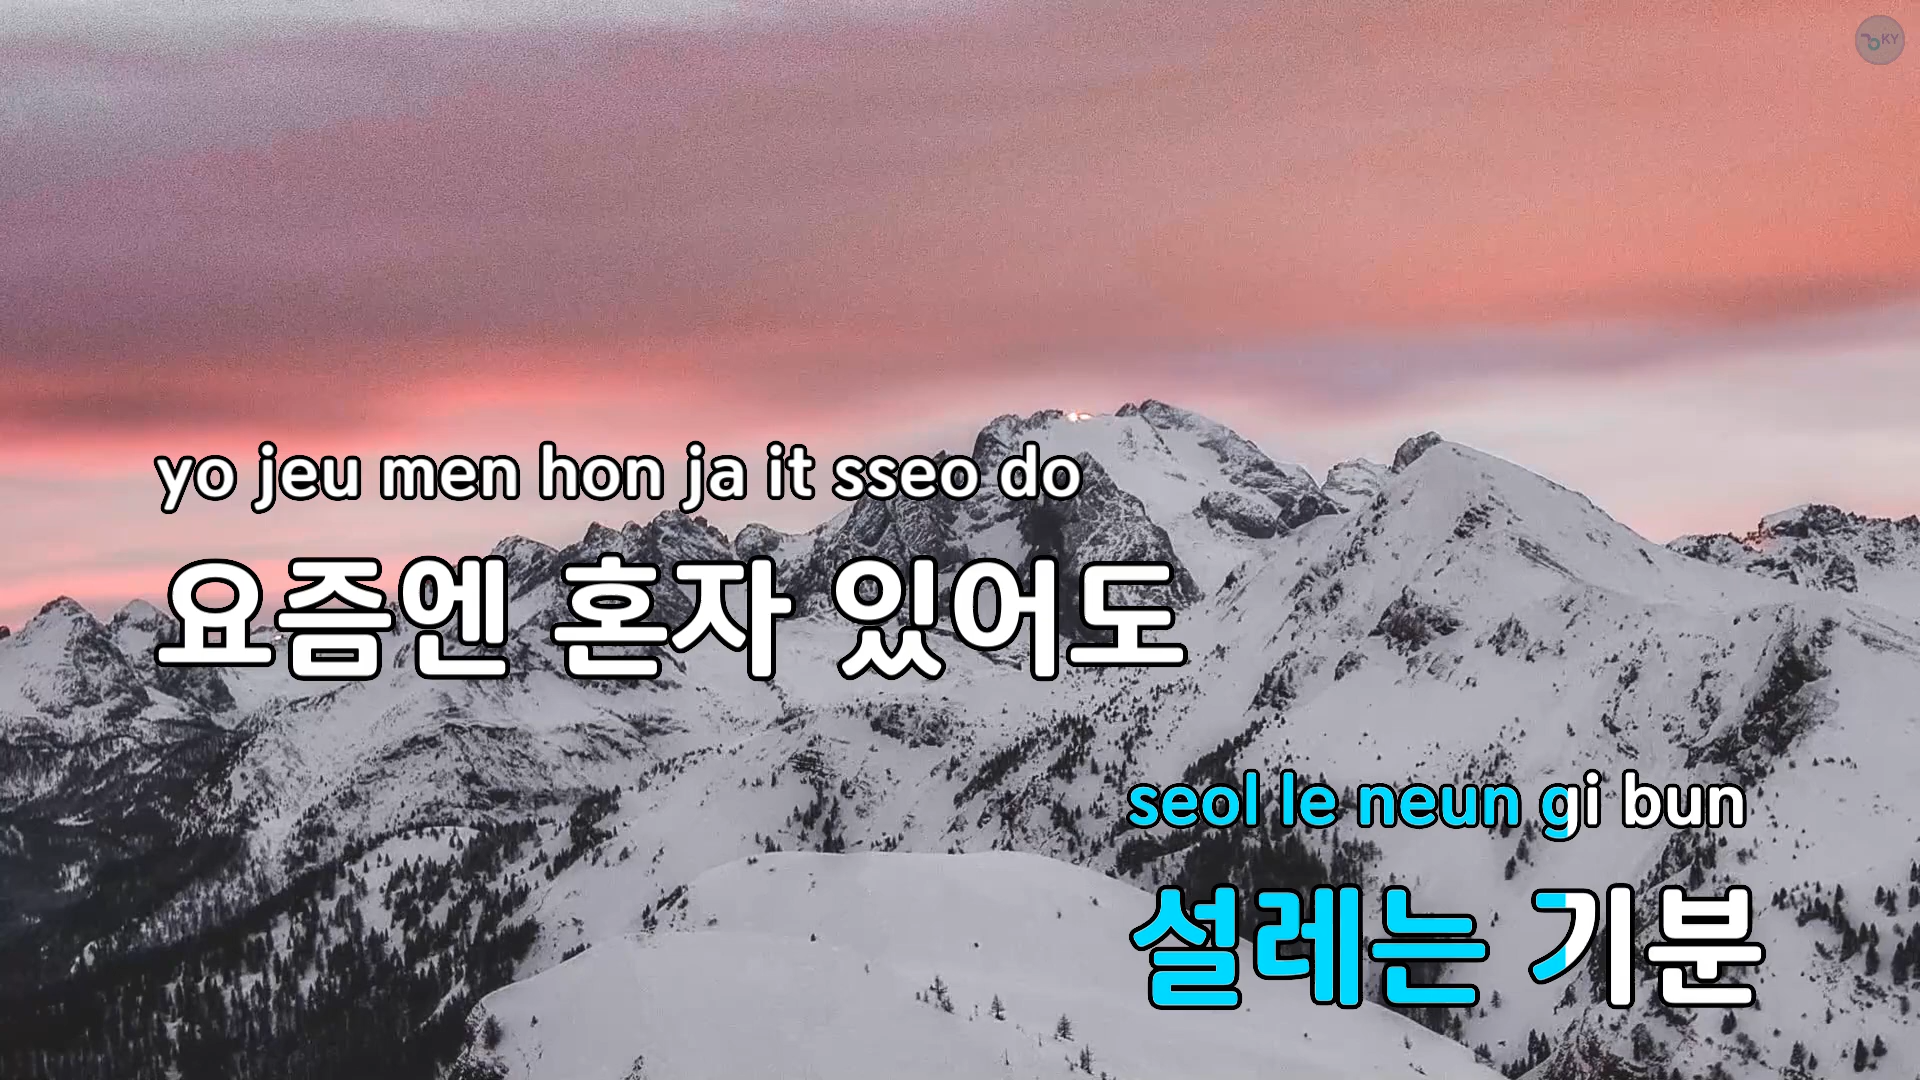 KY
yo jeu men hon ja it sseo do
요즘엔 혼자 있어도
seol le neun gi bun
설레는 기분